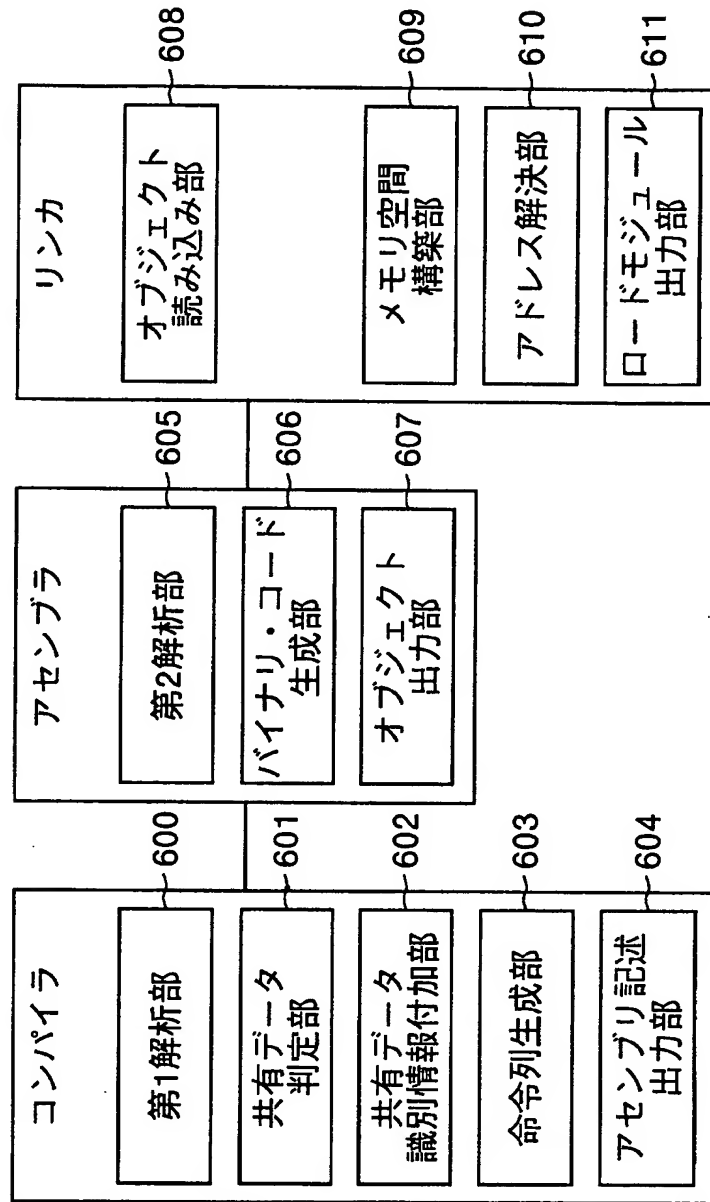 コンパイラ
第1解析部
600
共有データ
判定部
601
共有データ
識別情報付加部
602
命令列生成部
603
アセンブリ記述
出力部
604
アセンブラ
第2解析部
605
バイナリ・コード
生成部
606
オブジェクト
出力部
607
リンカ
オブジェクト
読み込み部
608
メモリ空間
構築部
609
アドレス解決部
610
ロードモジュール
出力部
611